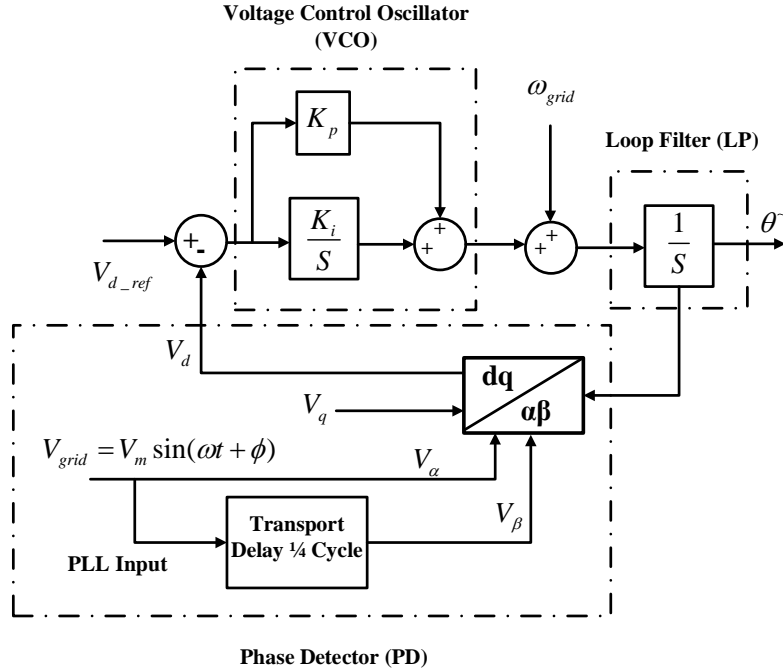 Voltage Control Oscillator
(VCO)
K_p
ω_grid
Loop Filter (LP)
+
-
K_i
S
+
+
+
+
1
S
θ^~
V_d_ref
V_d
dq
αβ
V_q
V_grid = V_m sin(ωt + ϕ)
V_α
V_β
Transport
Delay ¼ Cycle
PLL Input
Phase Detector (PD)